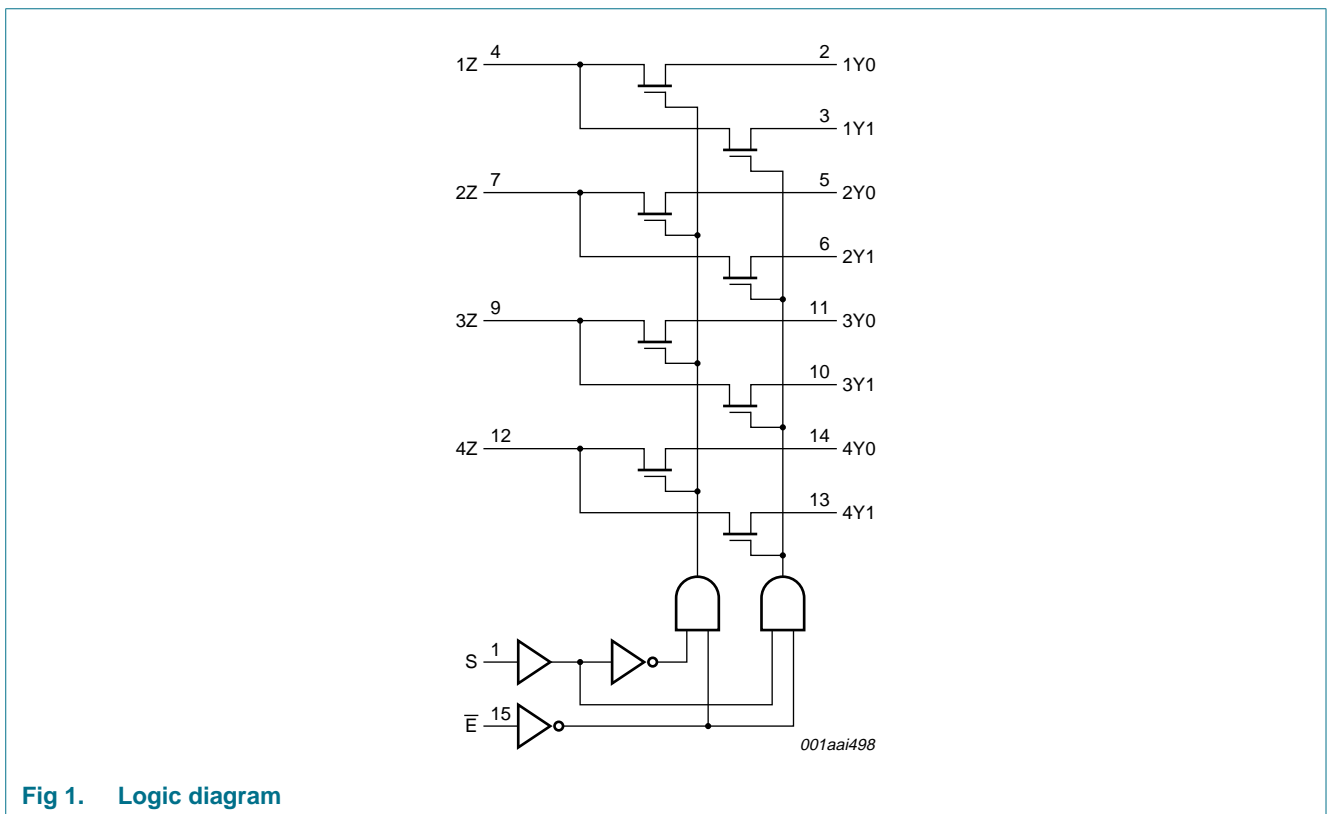 1Z 4 2 1Y0
3 1Y1
2Z 7 5 2Y0
6 2Y1
3Z 9 11 3Y0
10 3Y1
4Z 12 14 4Y0
13 4Y1
S 1
E̅ 15
001aai498
Fig 1. Logic diagram